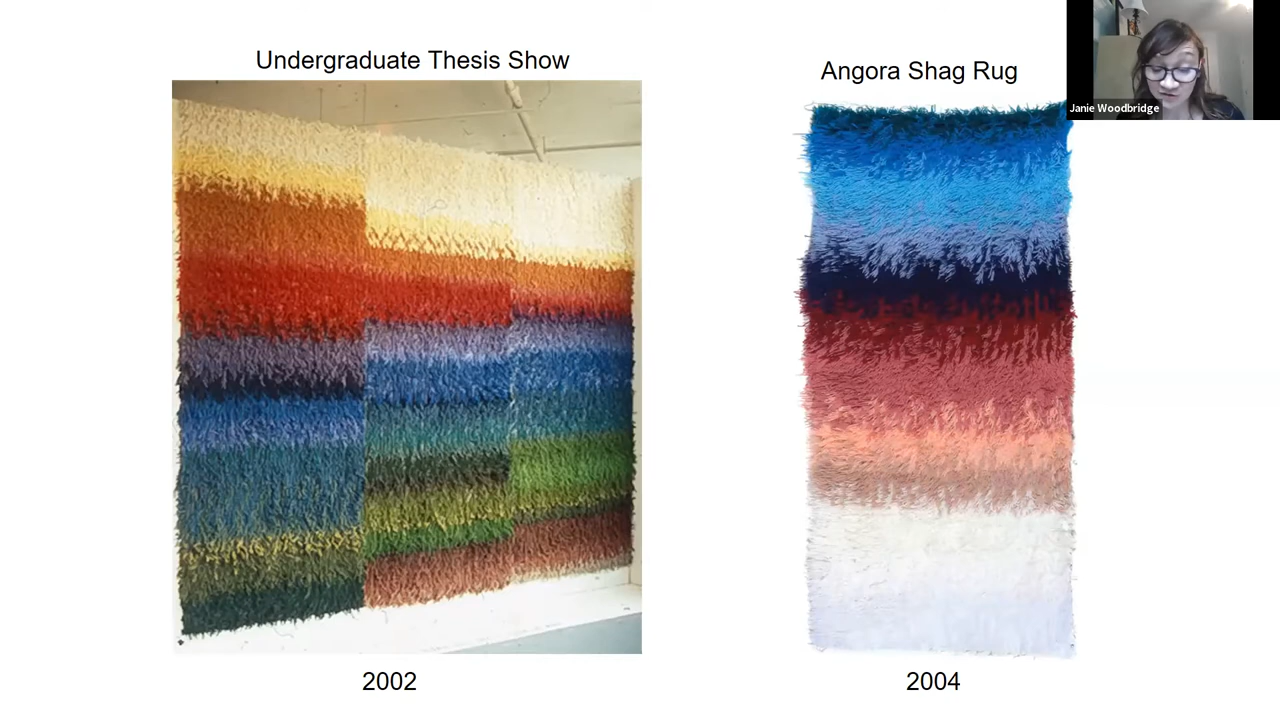 Undergraduate Thesis Show
Angora Shag Rug
Janie Woodbridge
2002
2004